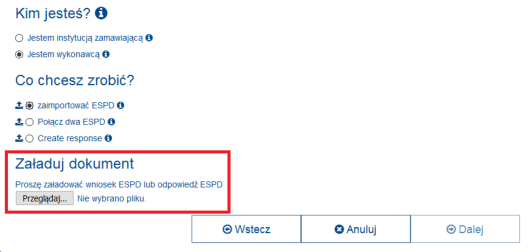 Kim jesteś?
Jestem instytucją zamawiającą
Jestem wykonawcą
Co chcesz zrobić?
zaimportować ESPD
Połącz dwa ESPD
Create response
Załaduj dokument
Proszę załadować wniosek ESPD lub odpowiedź ESPD
Przeglądaj... Nie wybrano pliku.
Wstecz Anuluj Dalej